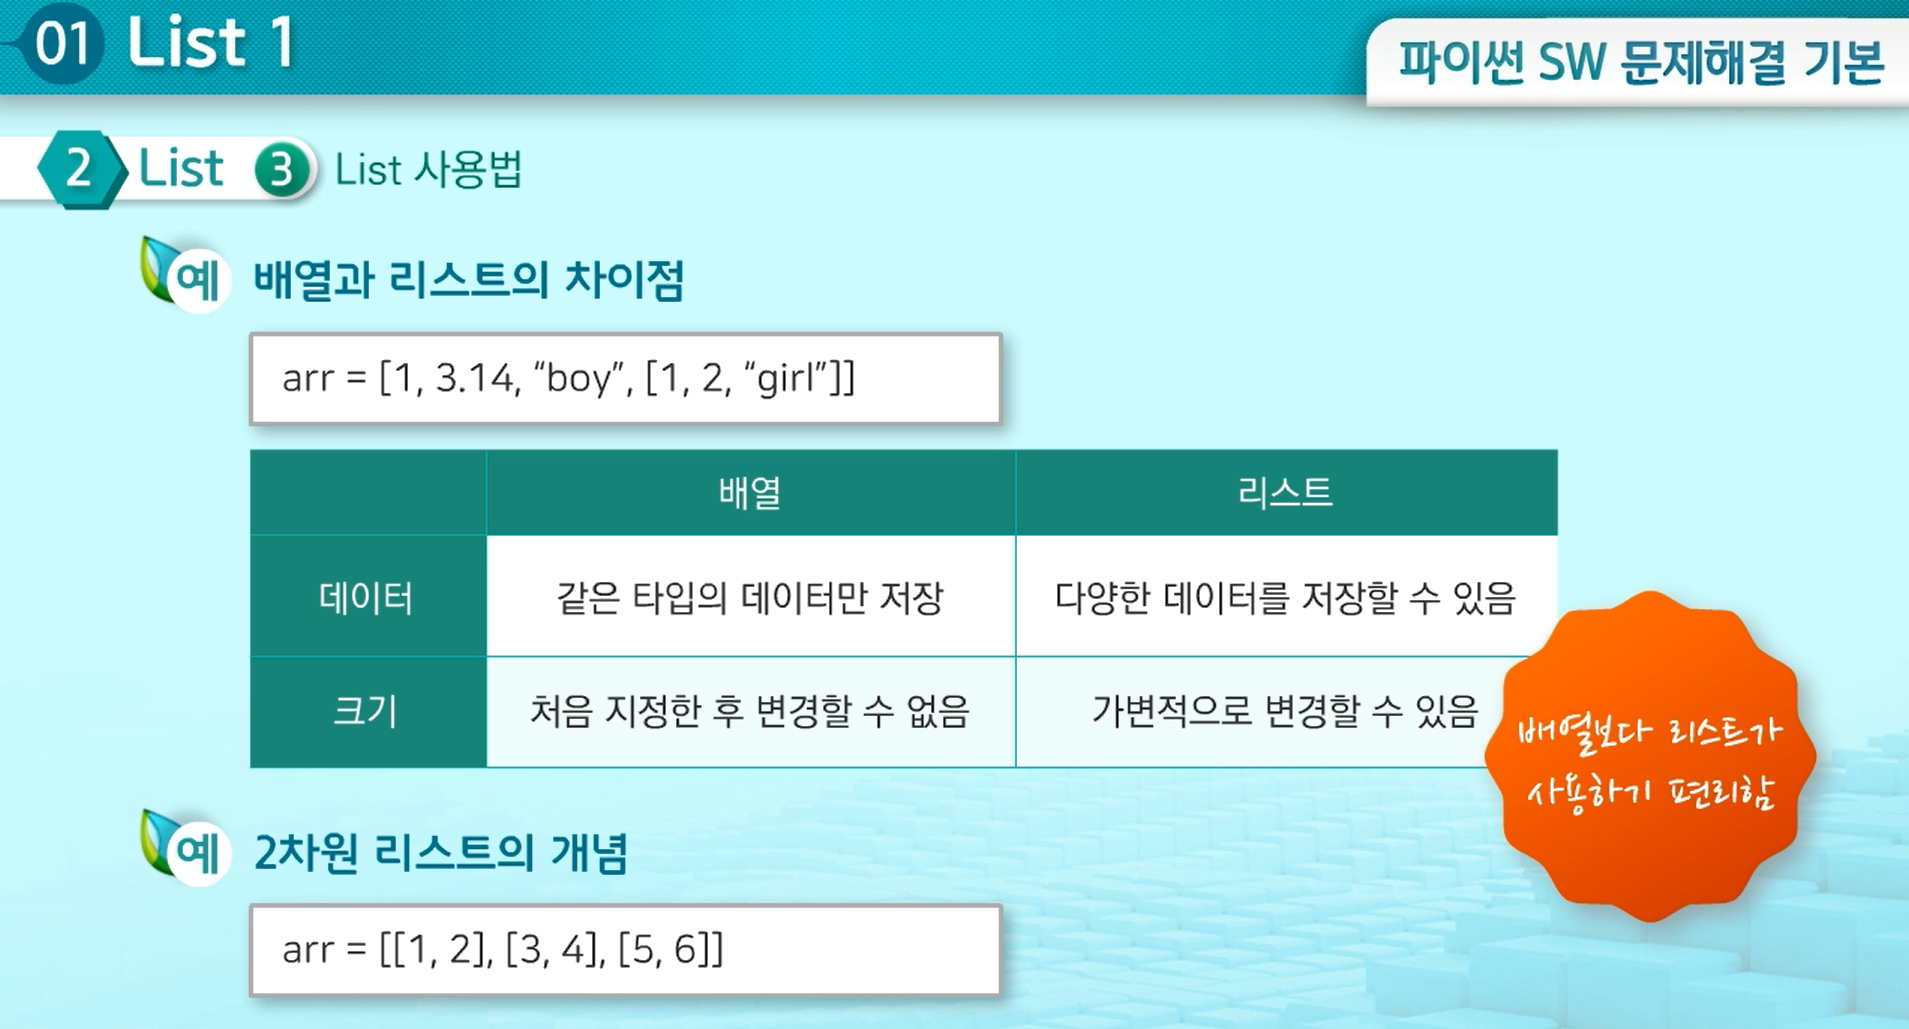 01 List 1
파이썬 SW 문제해결 기본
2 List 3 List 사용법
예 배열과 리스트의 차이점
arr = [1, 3.14, “boy”, [1, 2, “girl”]]
배열 리스트
데이터 같은 타입의 데이터만 저장 다양한 데이터를 저장할 수 있음
크기 처음 지정한 후 변경할 수 없음 가변적으로 변경할 수 있음
배열보다 리스트가
사용하기 편리함
예 2차원 리스트의 개념
arr = [[1, 2], [3, 4], [5, 6]]